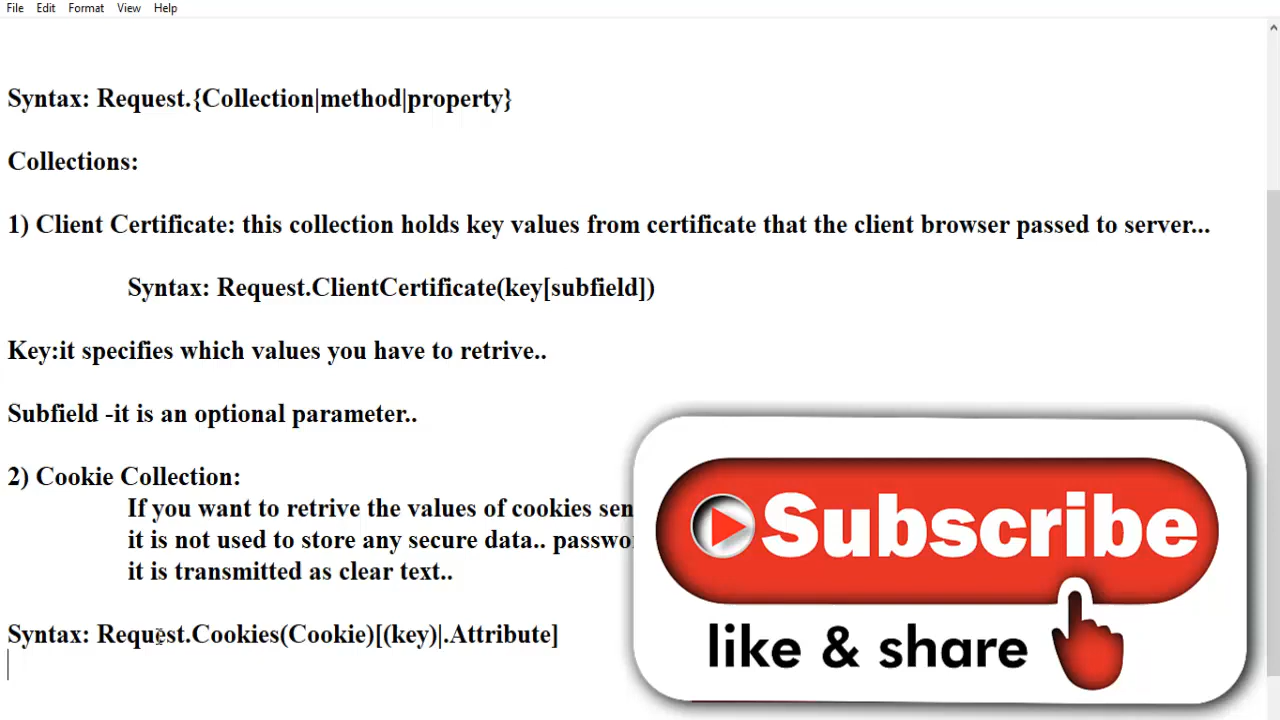 File Edit Format View Help
Syntax: Request.{Collection|method|property}
Collections:
1) Client Certificate: this collection holds key values from certificate that the client browser passed to server...
Syntax: Request.ClientCertificate(key[subfield])
Key:it specifies which values you have to retrive..
Subfield -it is an optional parameter..
2) Cookie Collection:
If you want to retrive the values of cookies sen
it is not used to store any secure data.. passwo
it is transmitted as clear text..
Syntax: Request.Cookies(Cookie)[(key)|.Attribute]
Subscribe
like & share